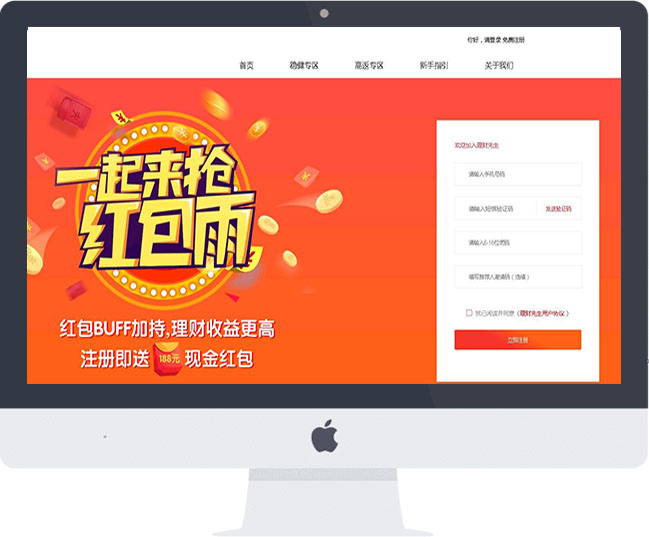 你好，请登录 免费注册
首页 稳健专区 高返专区 新手指引 关于我们
一起来抢
红包雨
红包BUFF加持,理财收益更高
注册即送 188元 现金红包
欢迎加入理财先生
请输入手机号码
请输入短信验证码 发送验证码
请输入6-16位密码
填写推荐人邀请码（选填）
我已阅读并同意《理财先生用户协议》
立即注册